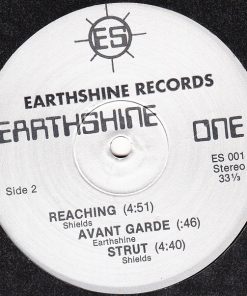 ES
EARTHSHINE RECORDS
EARTHSHINE ONE
ES 001
Side 2
Stereo
33⅓
REACHING (4:51)
Shields
AVANT GARDE (:46)
Earthshine
STRUT (4:40)
Shields